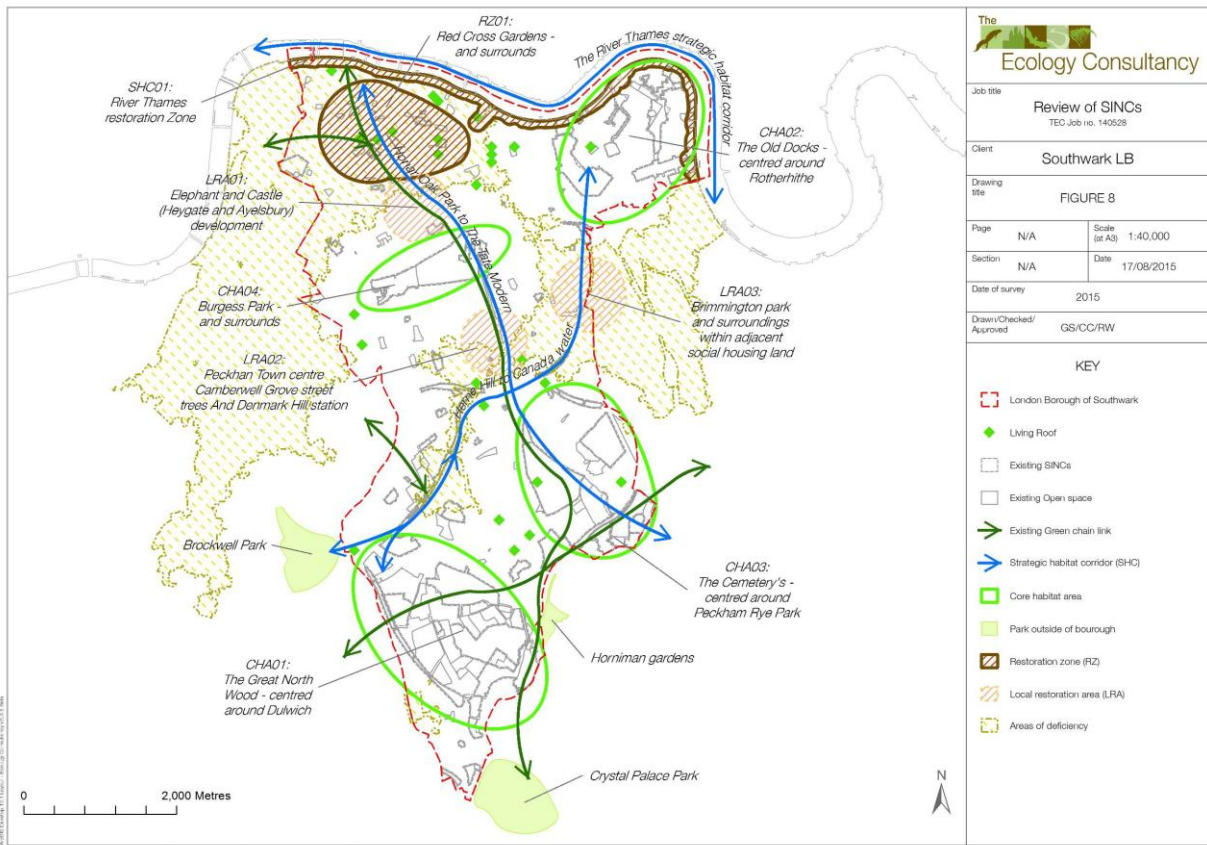 RZ01:
Red Cross Gardens -
and surrounds
The River Thames strategic habitat corridor
SHC01:
River Thames
restoration Zone
CHA02:
The Old Docks -
centred around
Rotherhithe
LRA01:
Elephant and Castle
(Heygate and Ayelsbury)
development
Honor Oak Park to The Tate Modern
CHA04:
Burgess Park -
and surrounds
LRA03:
Brimmington park
and surroundings
within adjacent
social housing land
LRA02:
Peckhan Town centre
Camberwell Grove street
trees And Denmark Hill station
Herne Hill to Canada water
Brockwell Park
CHA03:
The Cemetery's -
centred around
Peckham Rye Park
Horniman gardens
CHA01:
The Great North
Wood - centred
around Dulwich
Crystal Palace Park
0 2,000 Metres
N
The
Ecology Consultancy
Job title
Review of SINCs
TEC Job no. 140528
Client
Southwark LB
Drawing
title
FIGURE 8
Page N/A
Scale
(at A3) 1:40,000
Section N/A
Date 17/08/2015
Date of survey
2015
Drawn/Checked/
Approved GS/CC/RW
KEY
London Borough of Southwark
Living Roof
Existing SINCs
Existing Open space
Existing Green chain link
Strategic habitat corridor (SHC)
Core habitat area
Park outside of bourough
Restoration zone (RZ)
Local restoration area (LRA)
Areas of deficiency